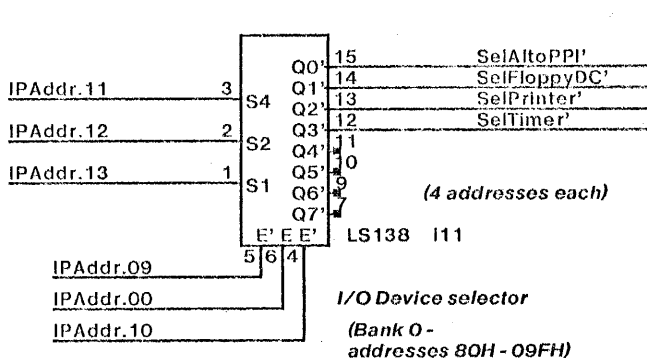 15 SelAltoPPI'
Q0'
14 SelFloppyDC'
Q1'
IPAddr.11 3 S4
13 SelPrinter'
Q2'
12 SelTimer'
Q3'
IPAddr.12 2 S2
11
Q4'
10
Q5'
IPAddr.13 1 S1
9
Q6'
(4 addresses each)
7
Q7'
E' E E'
LS138 i11
5 6 4
IPAddr.09
IPAddr.00
I/O Device selector
IPAddr.10
(Bank 0 -
addresses 80H - 09FH)